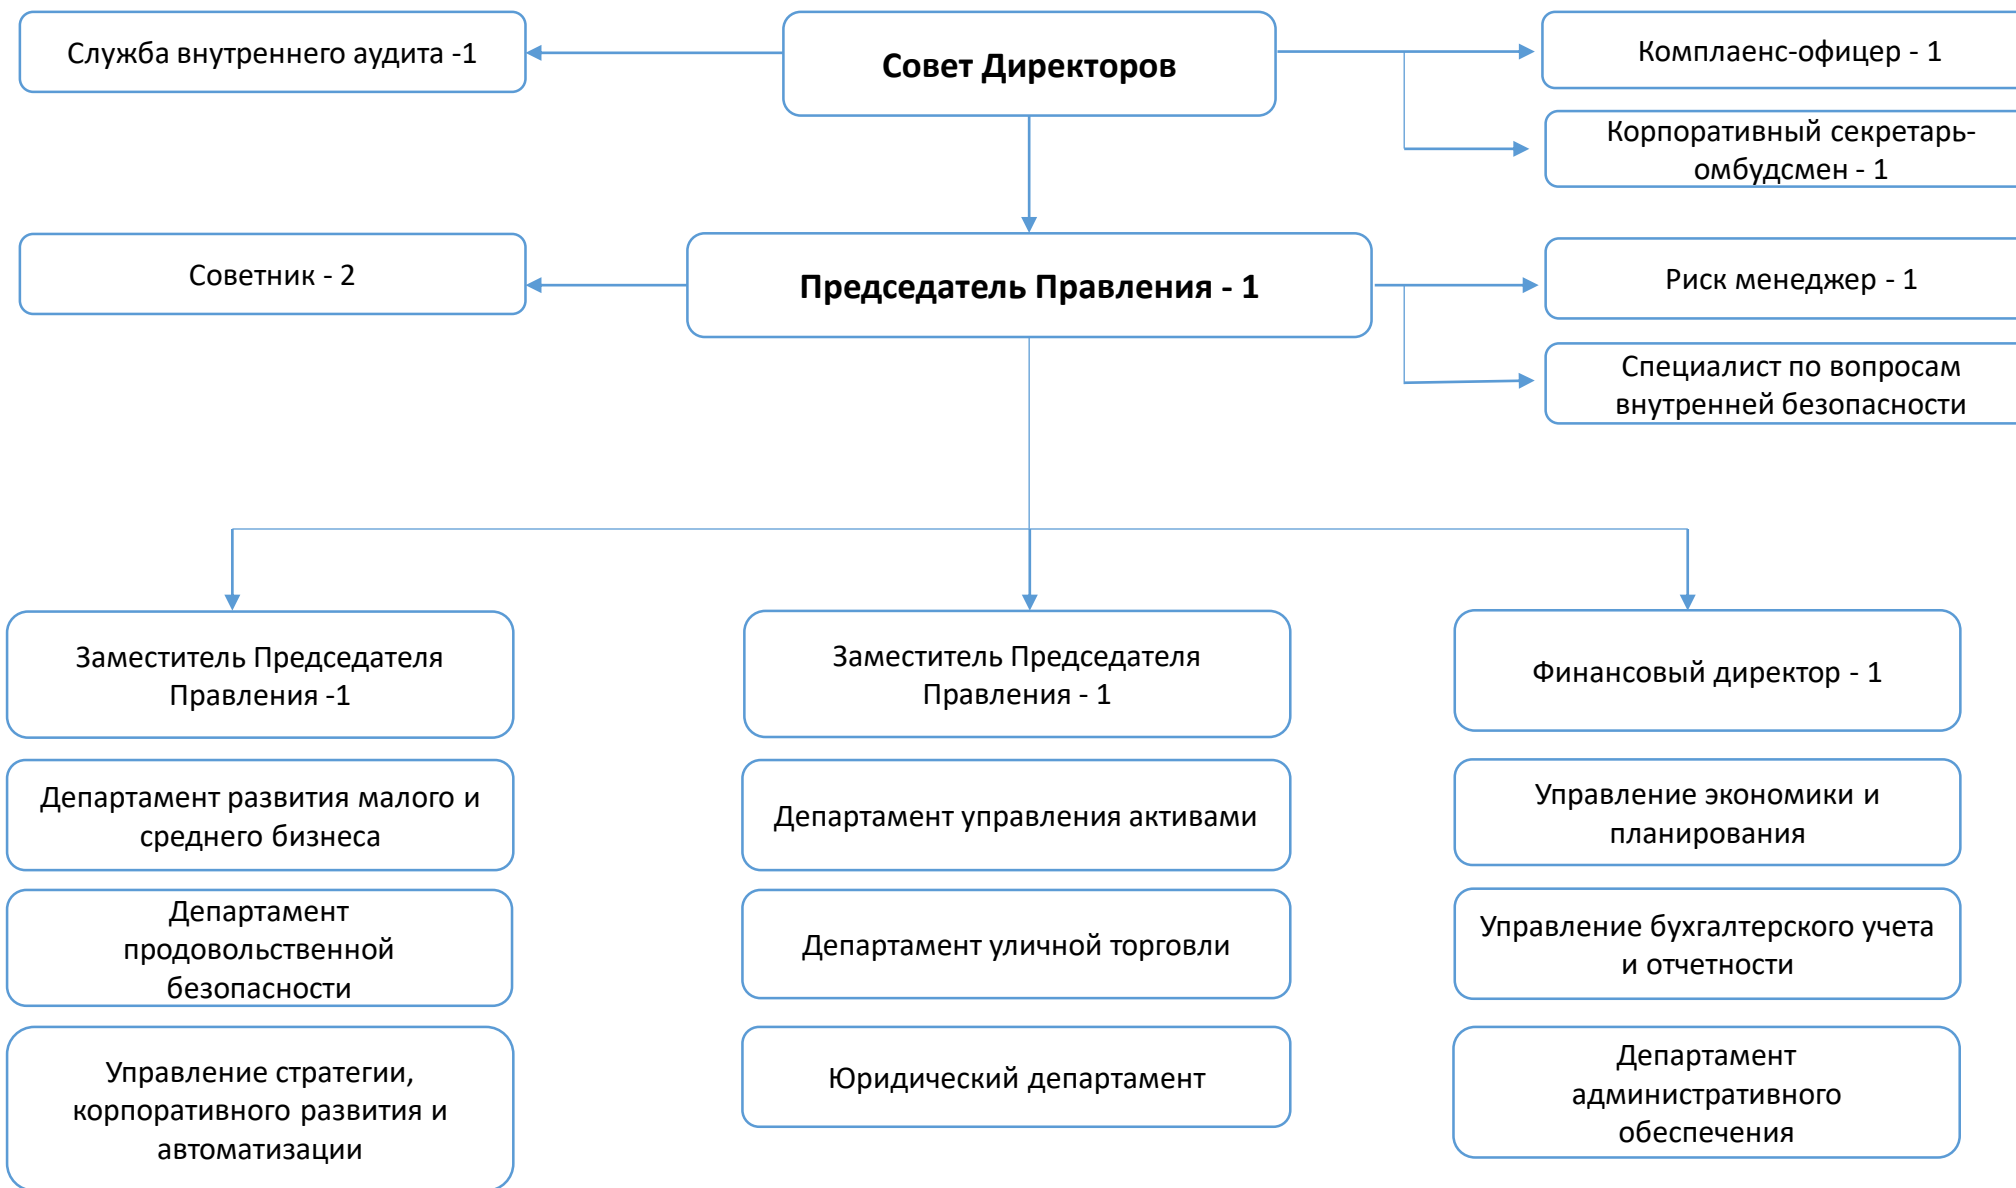 Служба внутреннего аудита -1
Совет Директоров
Комплаенс-офицер - 1
Корпоративный секретарь-
омбудсмен - 1
Советник - 2
Председатель Правления - 1
Риск менеджер - 1
Специалист по вопросам
внутренней безопасности
Заместитель Председателя
Правления -1
Заместитель Председателя
Правления - 1
Финансовый директор - 1
Департамент развития малого и
среднего бизнеса
Департамент управления активами
Управление экономики и
планирования
Департамент
продовольственной
безопасности
Департамент уличной торговли
Управление бухгалтерского учета
и отчетности
Управление стратегии,
корпоративного развития и
автоматизации
Юридический департамент
Департамент
административного
обеспечения